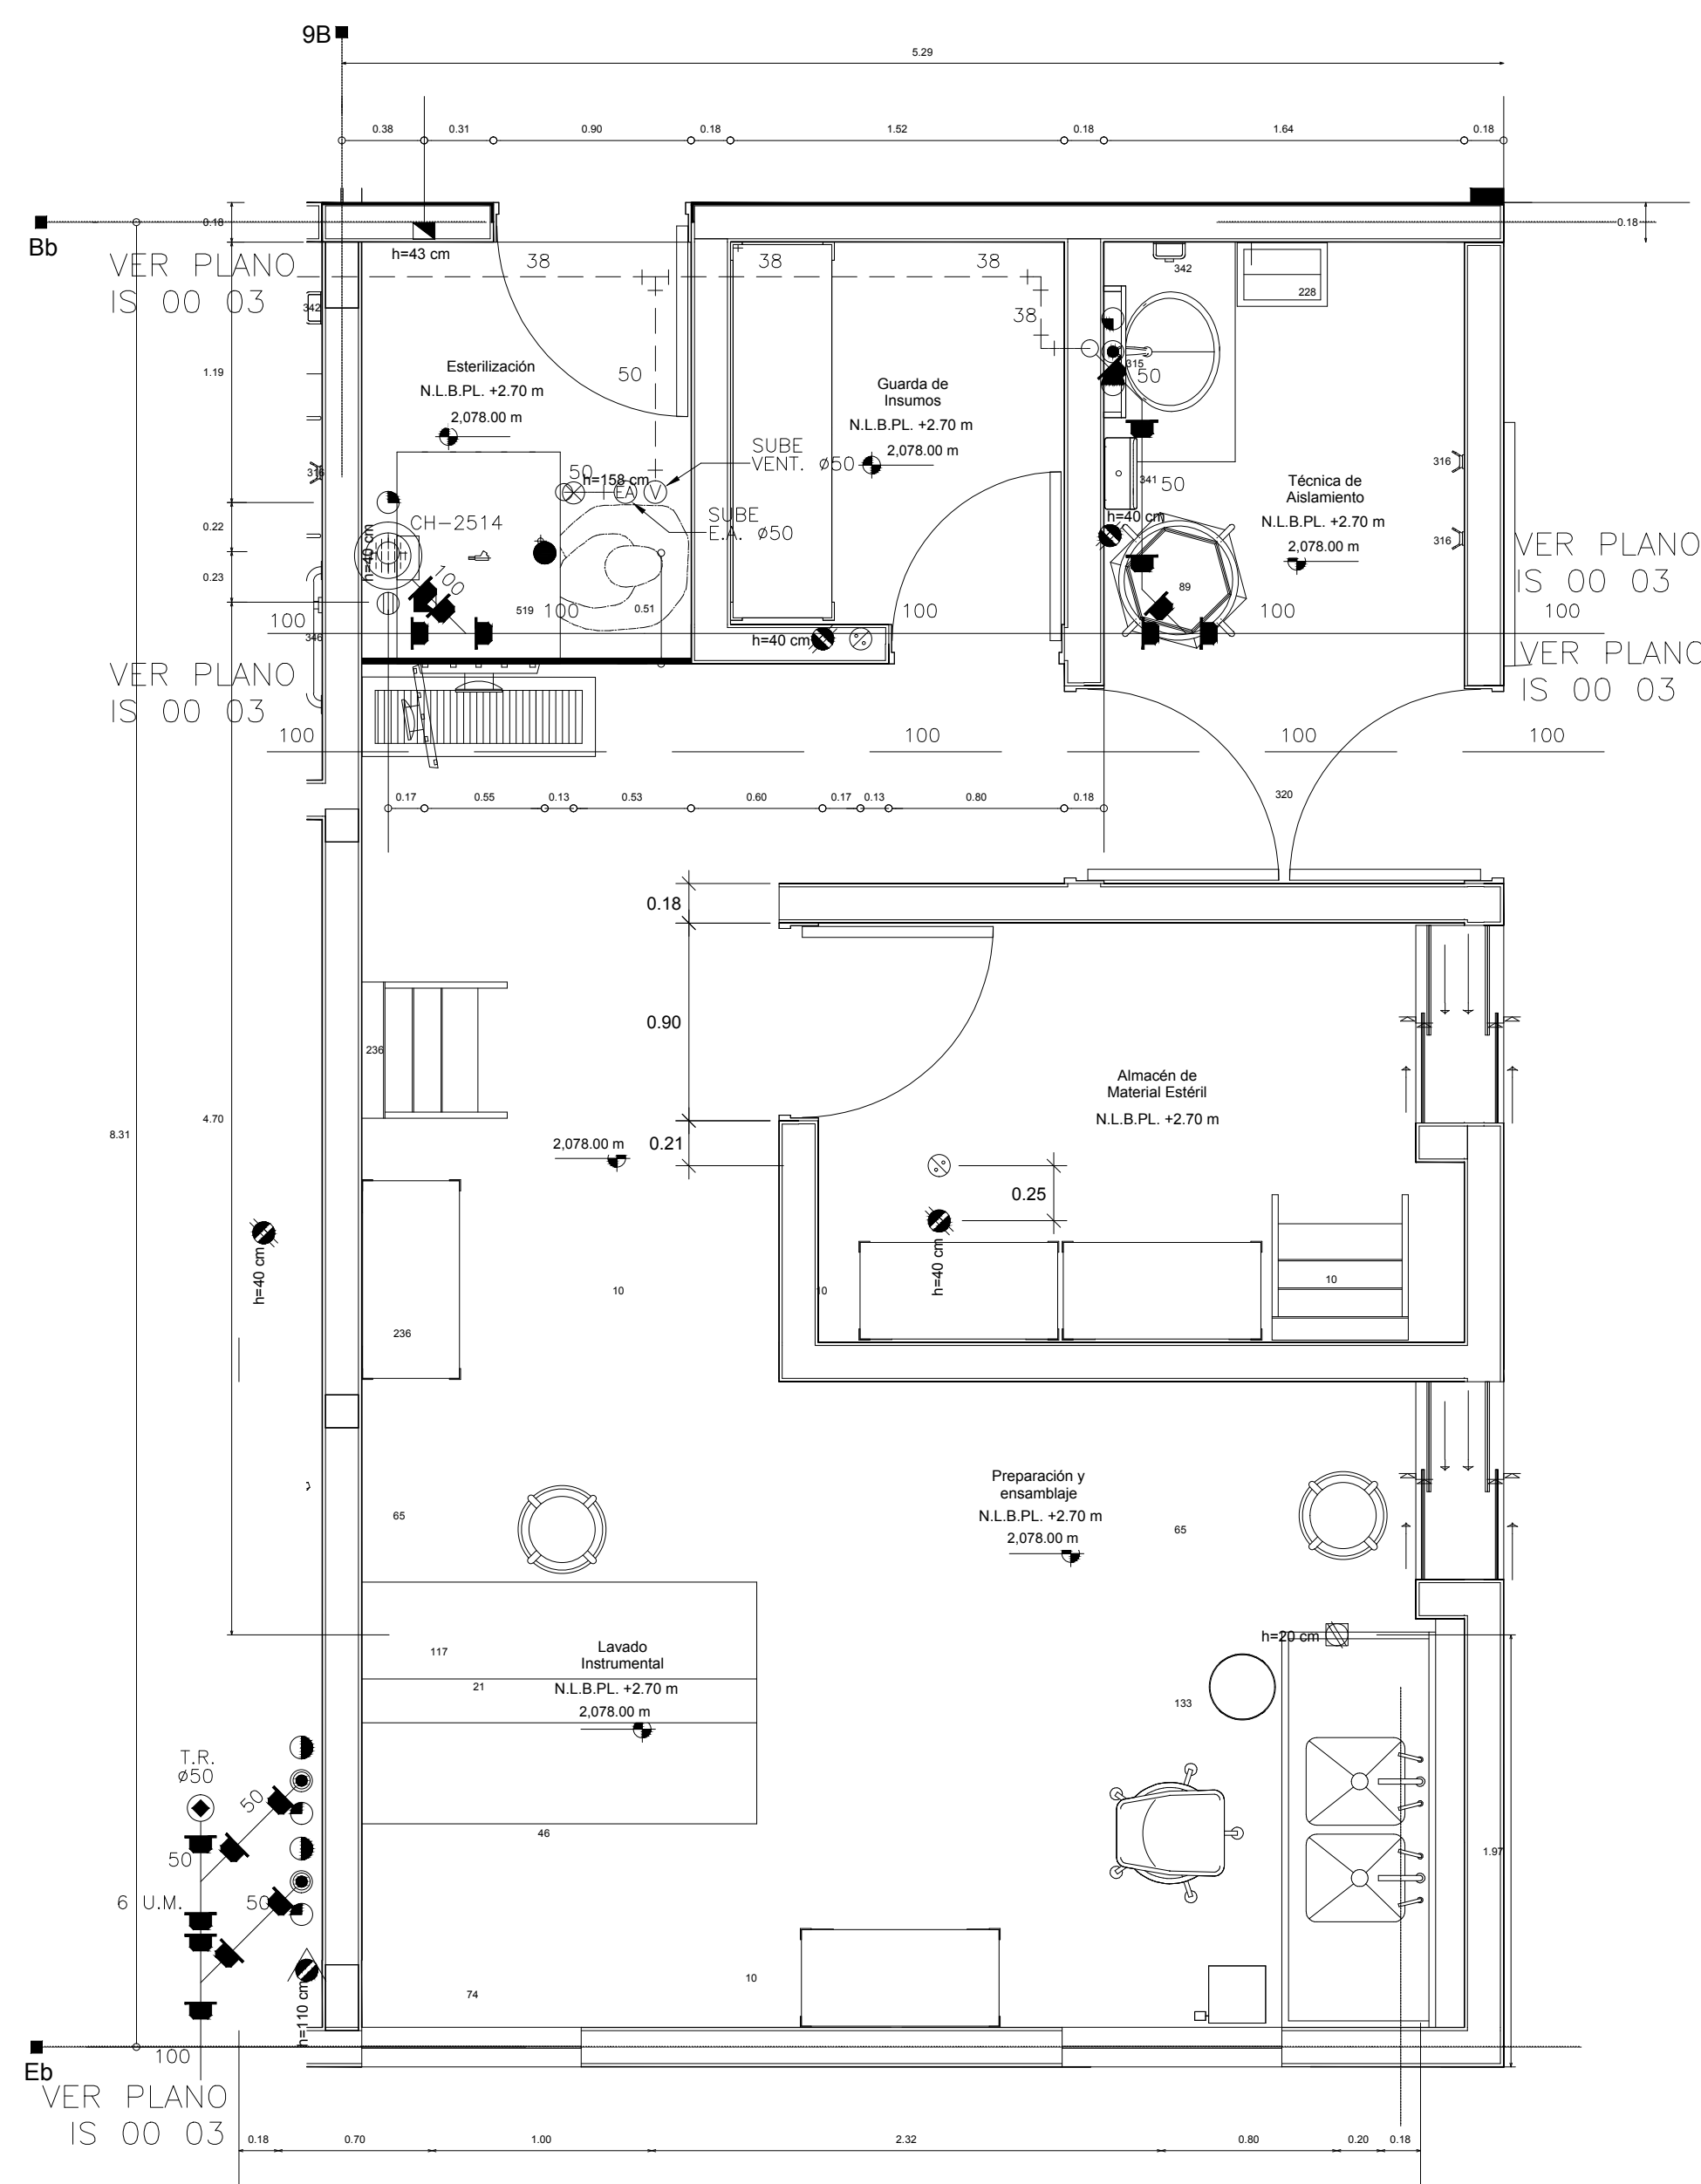 9B
5.29
0.38
0.31
0.90
0.18
1.52
0.18
1.64
0.18
Bb
0.18
0.18
h=43 cm
VER PLANO
IS 00 03
38
38
38
38
342
228
342
315
50
50
Esterilización
N.L.B.PL. +2.70 m
2,078.00 m
Guarda de
Insumos
N.L.B.PL. +2.70 m
2,078.00 m
1.19
SUBE
VENT. ø50
316
50
h=158 cm
EA
V
341
50
Técnica de
Aislamiento
N.L.B.PL. +2.70 m
2,078.00 m
316
316
CH-2514
SUBE
E.A. ø50
h=40 cm
h=40 cm
0.22
0.23
VER PLANO
IS 00 03
100
519
100
0.51
100
89
100
100
100
346
h=40 cm
VER PLANO
IS 00 03
VER PLANO
IS 00 03
100
100
100
100
0.17
0.55
0.13
0.53
0.60
0.17
0.13
0.80
0.18
320
0.18
0.90
236
Almacén de
Material Estéril
N.L.B.PL. +2.70 m
8.31
4.70
2,078.00 m
0.21
0.25
h=40 cm
h=40 cm
10
10
10
236
Preparación y
ensamblaje
N.L.B.PL. +2.70 m
2,078.00 m
65
65
h=20 cm
117
Lavado
Instrumental
21
N.L.B.PL. +2.70 m
2,078.00 m
133
T.R.
ø50
50
46
50
1.97
6 U.M.
50
10
74
h=110 cm
Eb
100
VER PLANO
IS 00 03
0.18
0.70
1.00
2.32
0.80
0.20
0.18